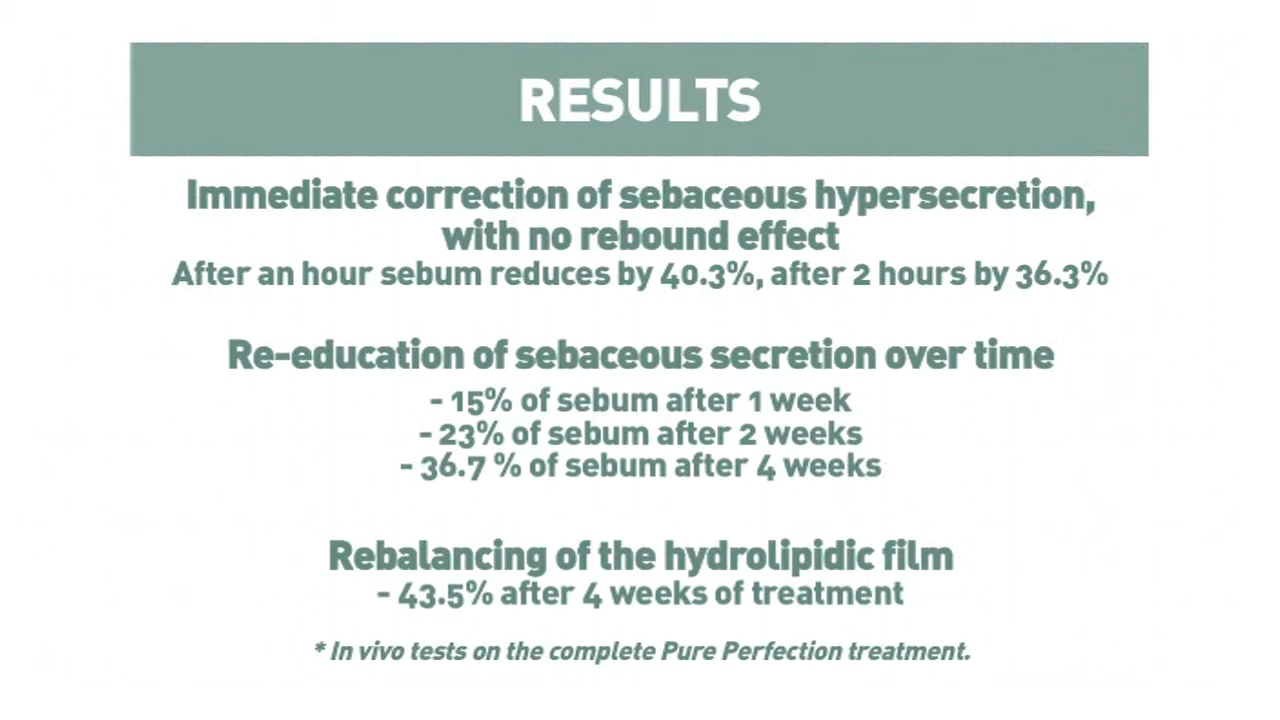 RESULTS
Immediate correction of sebaceous hypersecretion,
with no rebound effect
After an hour sebum reduces by 40.3%, after 2 hours by 36.3%
Re-education of sebaceous secretion over time
- 15% of sebum after 1 week
- 23% of sebum after 2 weeks
- 36.7 % of sebum after 4 weeks
Rebalancing of the hydrolipidic film
- 43.5% after 4 weeks of treatment
* In vivo tests on the complete Pure Perfection treatment.